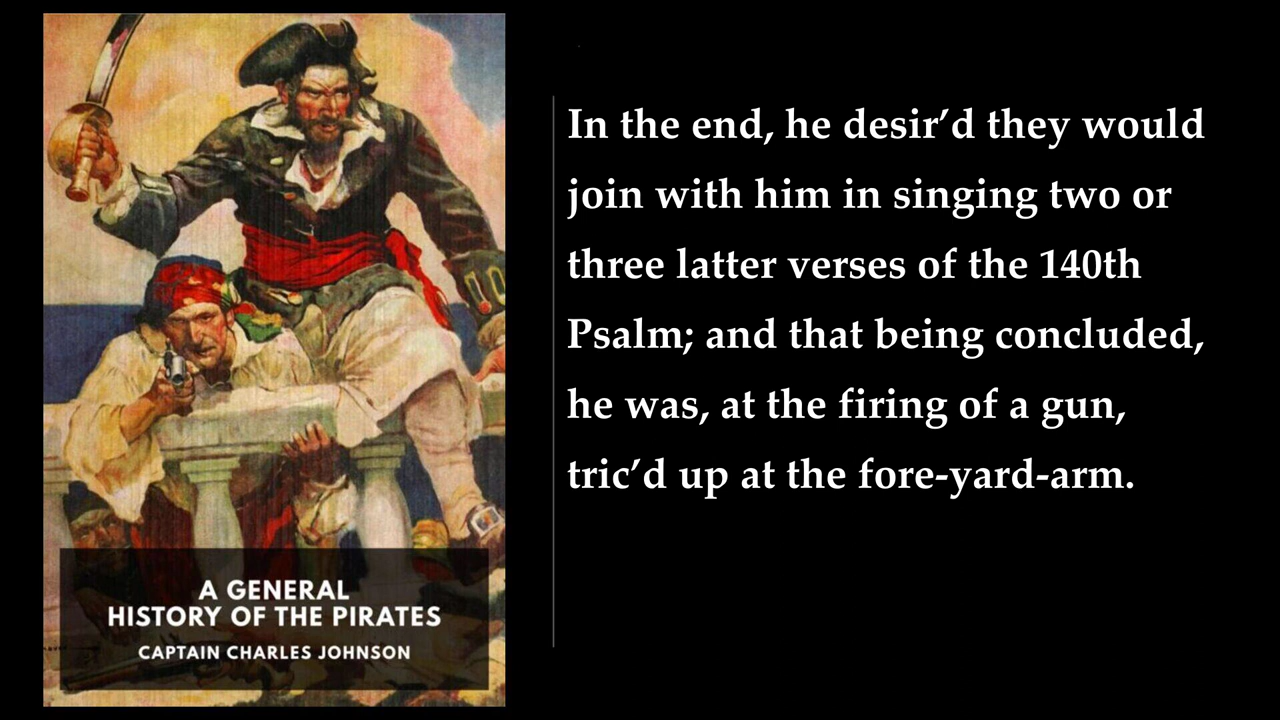 A GENERAL
HISTORY OF THE PIRATES
CAPTAIN CHARLES JOHNSON
In the end, he desir’d they would
join with him in singing two or
three latter verses of the 140th
Psalm; and that being concluded,
he was, at the firing of a gun,
tric’d up at the fore-yard-arm.